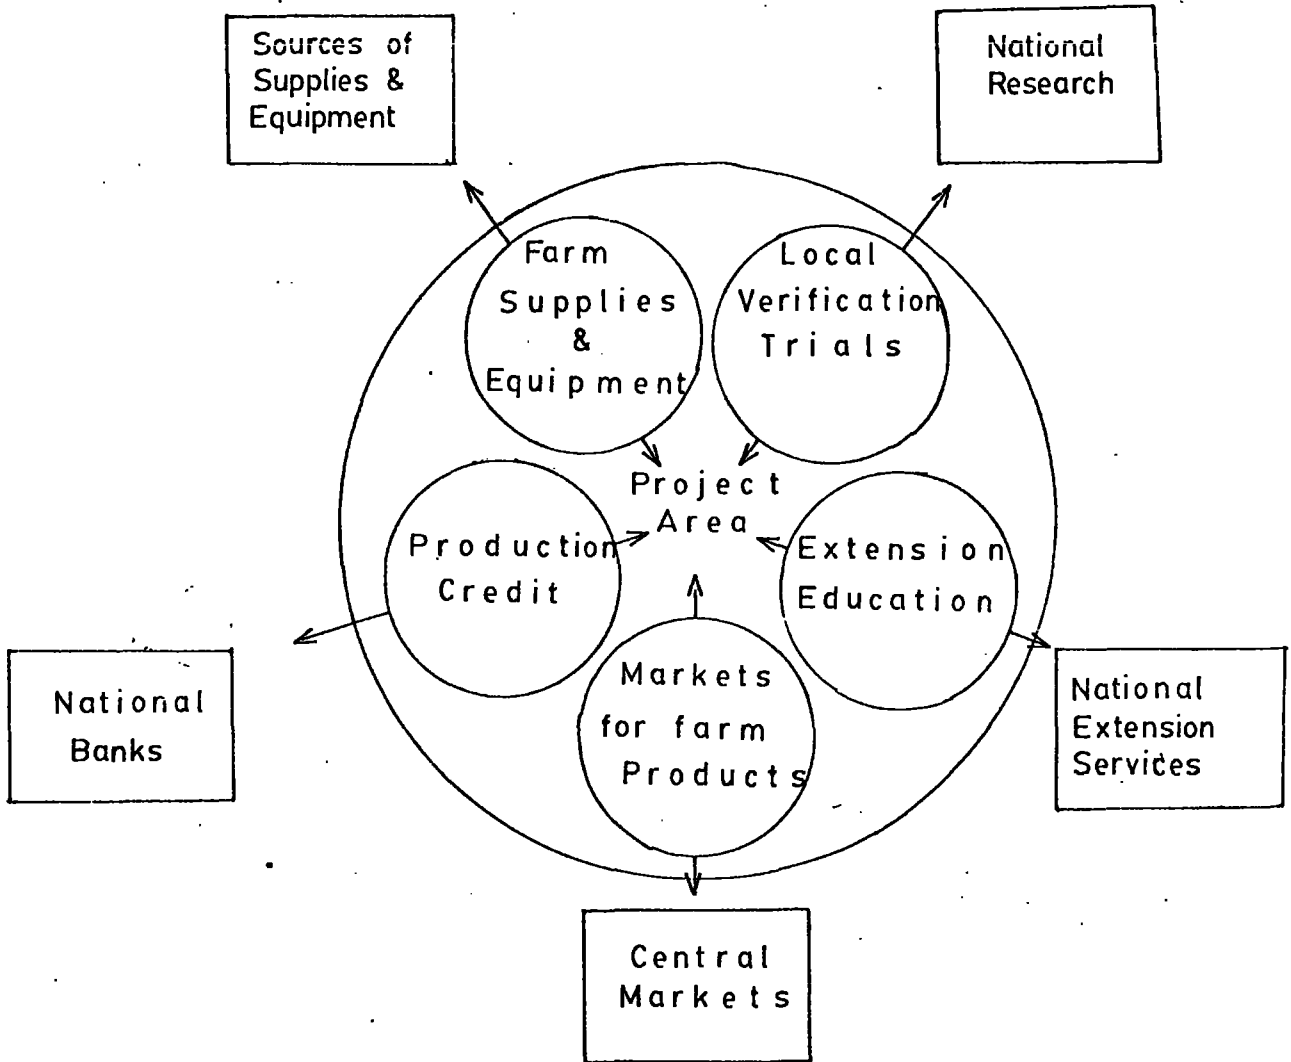 Sources of
Supplies &
Equipment
National
Research
Farm
Supplies
&
Equipment
Local
Verification
Trials
Project
Area
Production
Credit
Extension
Education
Markets
for farm
Products
National
Banks
National
Extension
Services
Central
Markets